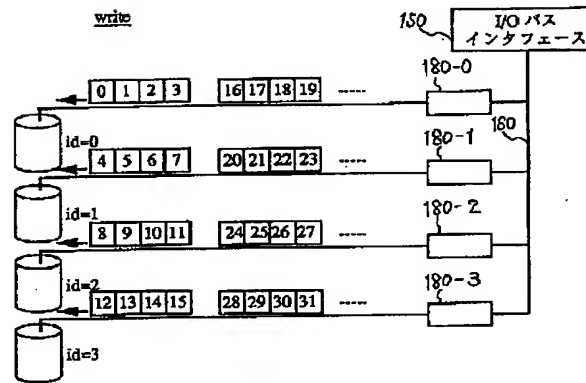 write
150
I/O バス
インタフェース
0 1 2 3 16 17 18 19 -----
180-0
160
id=0
4 5 6 7 20 21 22 23 -----
180-1
id=1
8 9 10 11 24 25 26 27 -----
180-2
id=2
12 13 14 15 28 29 30 31 -----
180-3
id=3